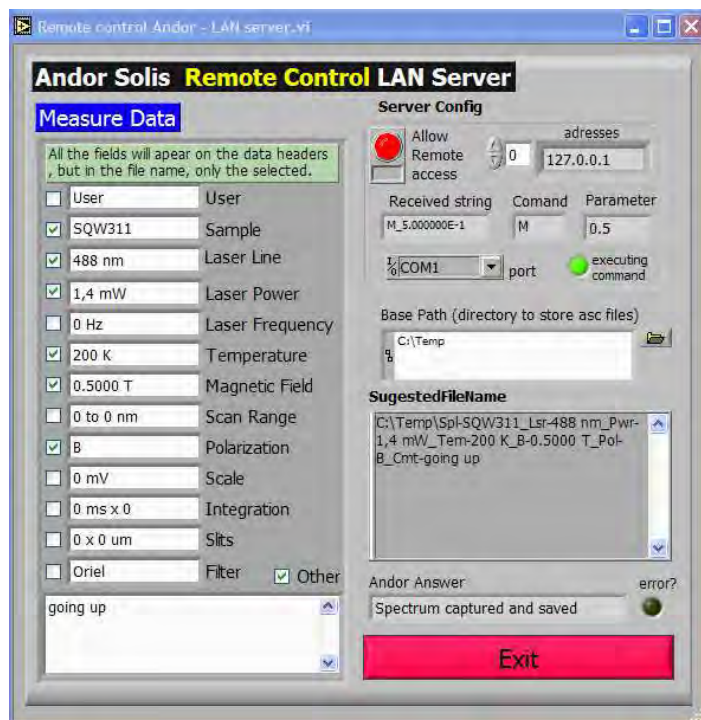 Remote control Andor - LAN server.vi
Andor Solis Remote Control LAN Server
Measure Data
All the fields will apear on the data headers
, but in the file name, only the selected.
User User
SQW311 Sample
488 nm Laser Line
1,4 mW Laser Power
0 Hz Laser Frequency
200 K Temperature
0.5000 T Magnetic Field
0 to 0 nm Scan Range
B Polarization
0 mV Scale
0 ms x 0 Integration
0 x 0 um Slits
Oriel Filter Other
going up
Server Config
Allow
Remote
access
0
adresses
127.0.0.1
Received string Comand Parameter
M_5.000000E-1 M 0.5
COM1 port
executing
command
Base Path (directory to store asc files)
C:\Temp
SugestedFileName
C:\Temp\Spl-SQW311_Lsr-488 nm_Pwr-
1,4 mW_Tem-200 K_B-0.5000 T_Pol-
B_Cmt-going up
Andor Answer error?
Spectrum captured and saved
Exit